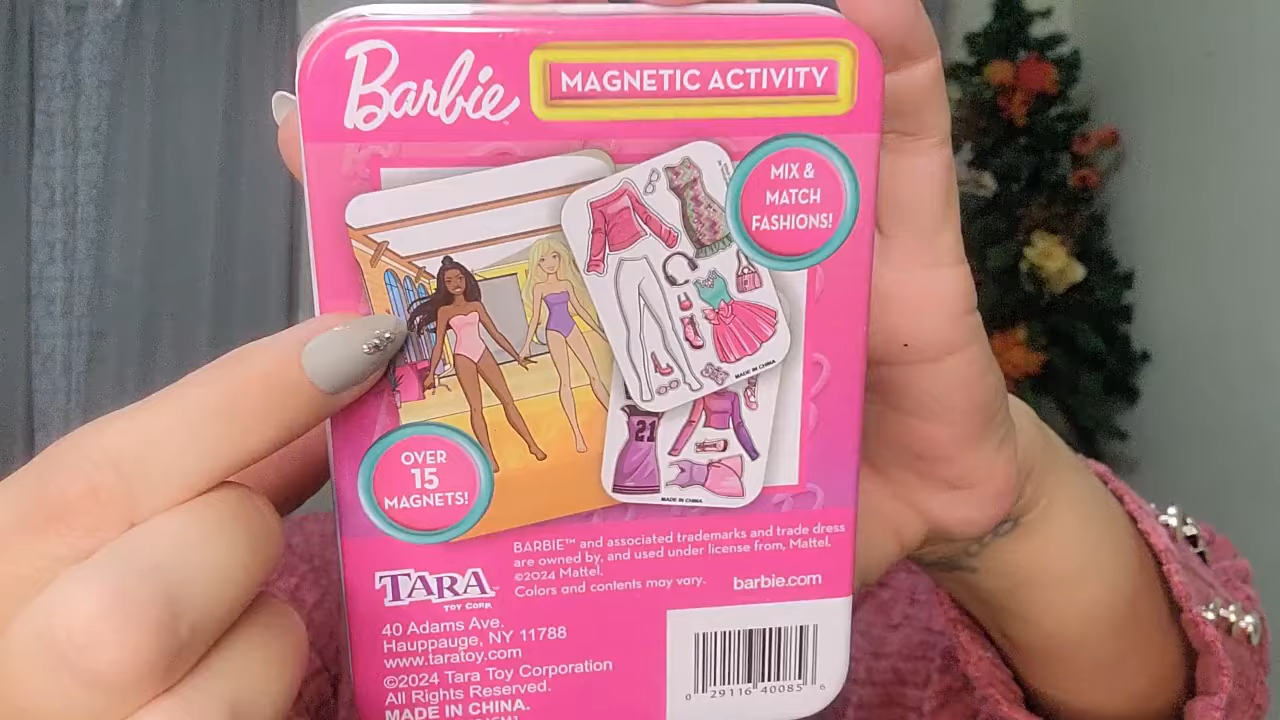 Barbie
MAGNETIC ACTIVITY
MIX &
MATCH
FASHIONS!
MADE IN CHINA
21
MADE IN CHINA
OVER
15
MAGNETS!
BARBIE™ and associated trademarks and trade dress
are owned by, and used under license from, Mattel.
©2024 Mattel.
Colors and contents may vary.
barbie.com
TARA
TOY CORP.
40 Adams Ave.
Hauppauge, NY 11788
www.taratoy.com
©2024 Tara Toy Corporation
All Rights Reserved.
MADE IN CHINA.
0 29116 40085 6